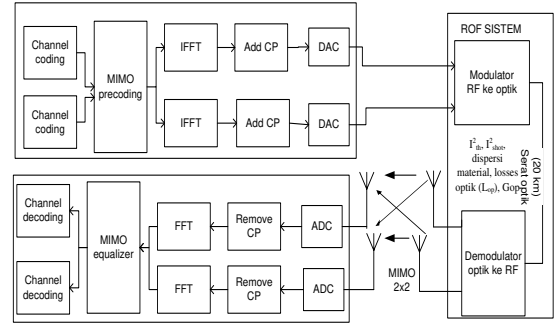 Channel
coding
Channel
coding
MIMO
precoding
IFFT
Add CP
DAC
IFFT
Add CP
DAC
ROF SISTEM
Modulator
RF ke optik
I²th, I²shot,
dispersi
material, losses
optik (Lop), Gop
Serat optik
(20 km)
Demodulator
optik ke RF
MIMO
2x2
Channel
decoding
Channel
decoding
MIMO
equalizer
FFT
Remove
CP
ADC
FFT
Remove
CP
ADC